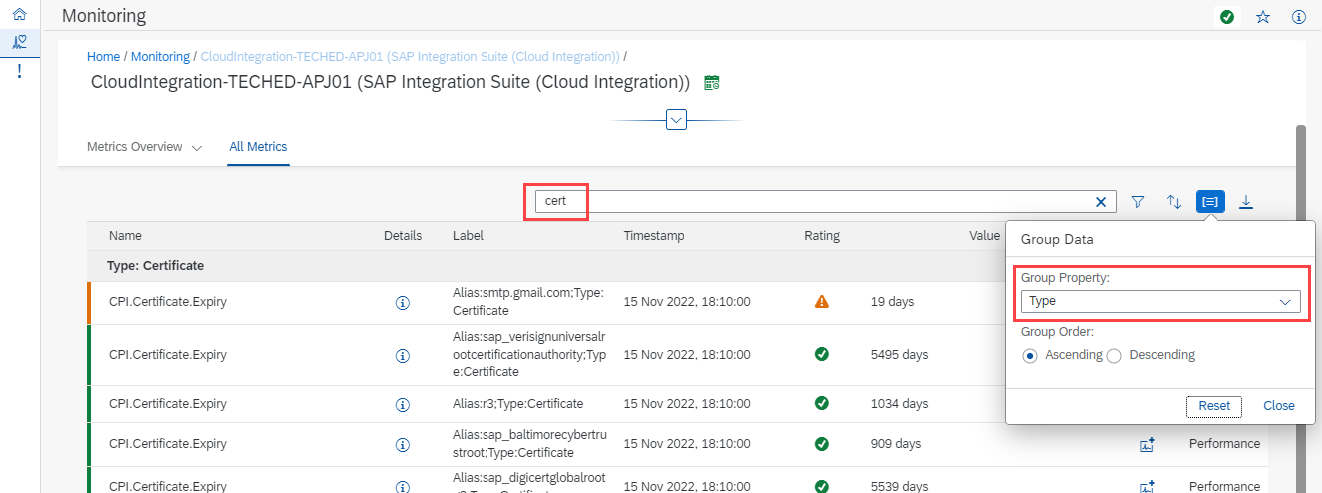 Monitoring
Home / Monitoring / CloudIntegration-TECHED-APJ01 (SAP Integration Suite (Cloud Integration)) /
CloudIntegration-TECHED-APJ01 (SAP Integration Suite (Cloud Integration))
Metrics Overview
All Metrics
cert
Name Details Label Timestamp Rating Value
Type: Certificate
CPI.Certificate.Expiry Alias:smtp.gmail.com;Type: 15 Nov 2022, 18:10:00 19 days
Certificate
Alias:sap_verisignuniversalr
CPI.Certificate.Expiry ootcertificationauthority;Typ 15 Nov 2022, 18:10:00 5495 days
e:Certificate
CPI.Certificate.Expiry Alias:r3;Type:Certificate 15 Nov 2022, 18:10:00 1034 days
Alias:sap_baltimorecybertru
CPI.Certificate.Expiry stroot;Type:Certificate 15 Nov 2022, 18:10:00 909 days Performance
Alias:sap_digicertglobalroot
CPI.Certificate.Expiry 15 Nov 2022, 18:10:00 5539 days Performance
Group Data
Group Property:
Type
Group Order:
Ascending Descending
Reset Close